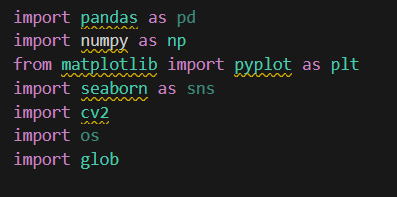 import pandas as pd
import numpy as np
from matplotlib import pyplot as plt
import seaborn as sns
import cv2
import os
import glob